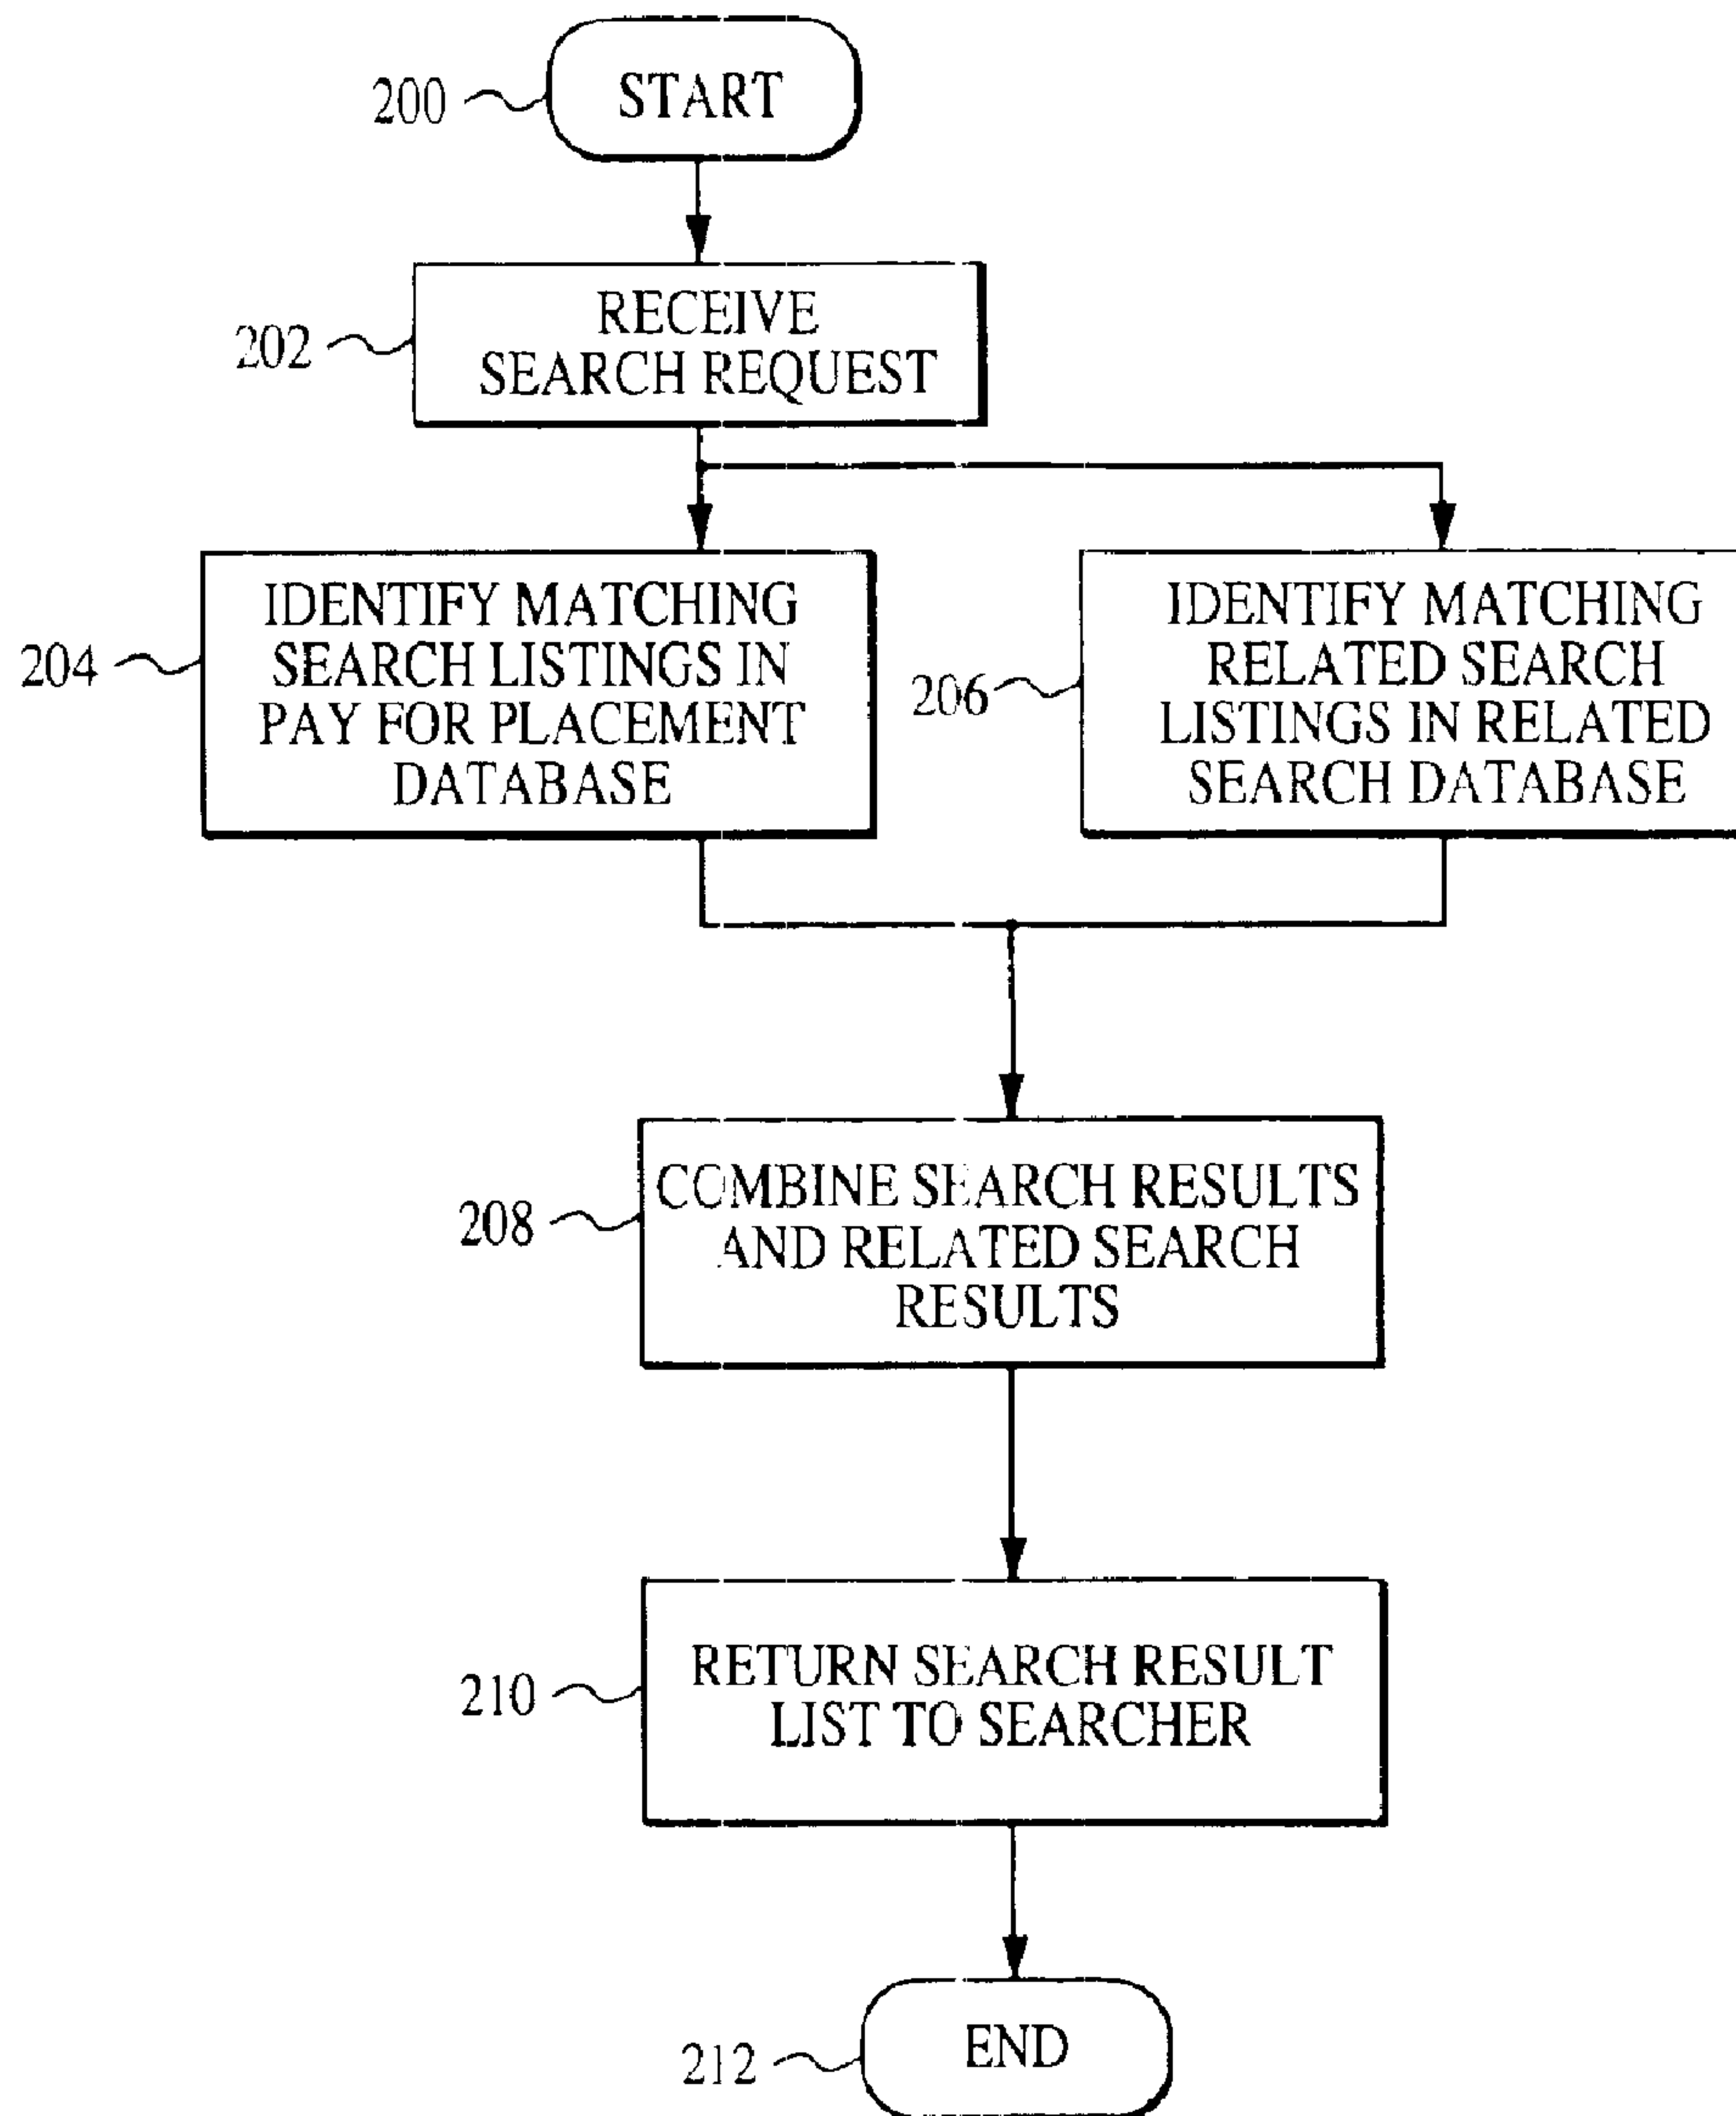 200
START
202
RECEIVE
SEARCH REQUEST
204
IDENTIFY MATCHING
SEARCH LISTINGS IN
PAY FOR PLACEMENT
DATABASE
206
IDENTIFY MATCHING
RELATED SEARCH
LISTINGS IN RELATED
SEARCH DATABASE
208
COMBINE SEARCH RESULTS
AND RELATED SEARCH
RESULTS
210
RETURN SEARCH RESULT
LIST TO SEARCHER
212
END